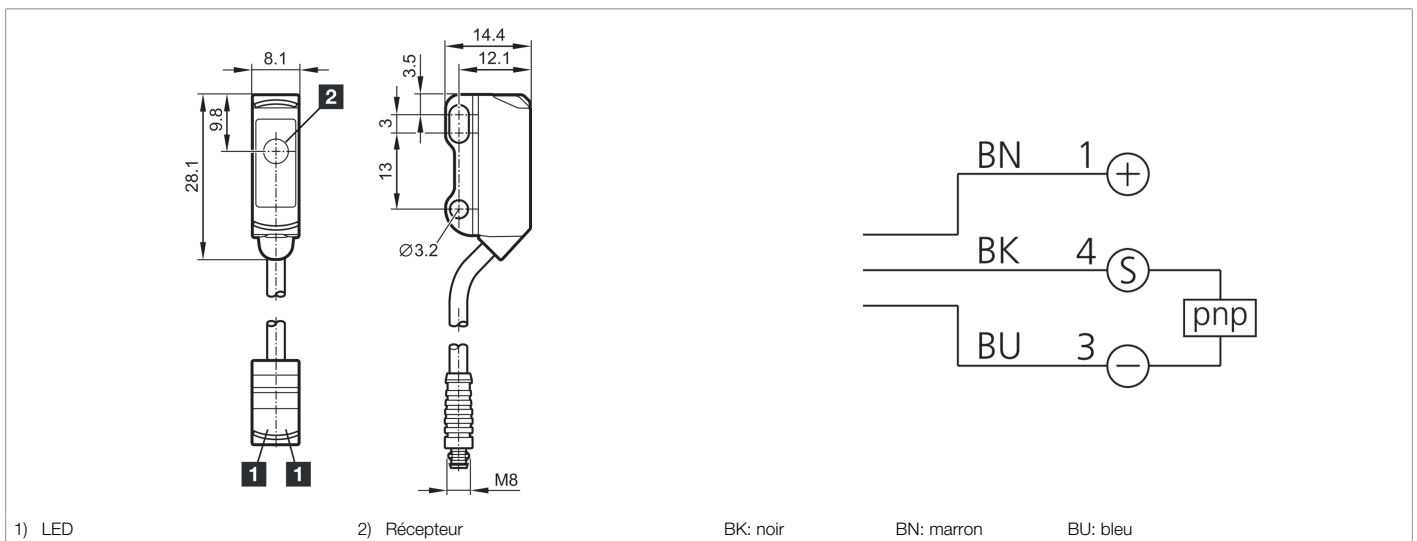 14.4
8.1
12.1
3.5
2
9.8
3
28.1
13
Ø3.2
1 1
M8
BN 1 +
BK 4 S
pnp
BU 3 −
1) LED 2) Récepteur BK: noir BN: marron BU: bleu